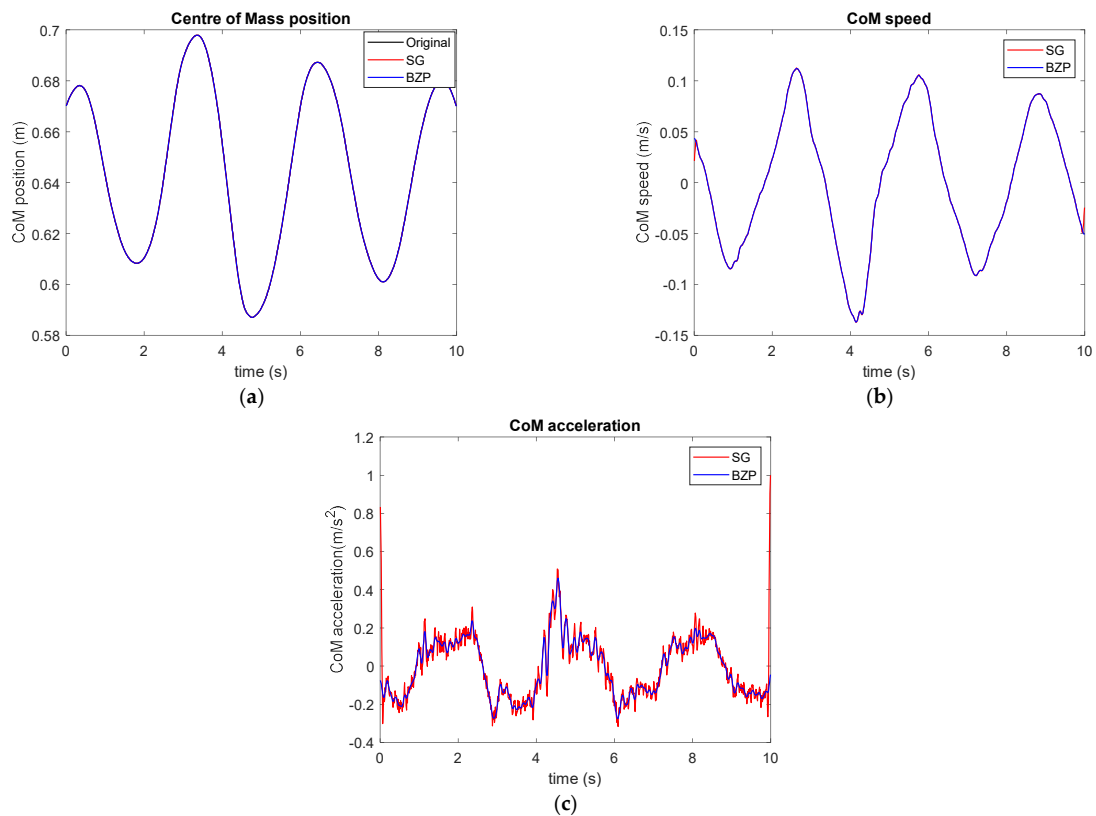 Centre of Mass position
0.7
0.68
0.66
0.64
0.62
0.6
0.58
CoM position (m)
Original
SG
BZP
0 2 4 6 8 10
time (s)
(a)
CoM speed
0.15
0.1
0.05
0
-0.05
-0.1
-0.15
CoM speed (m/s)
SG
BZP
0 2 4 6 8 10
time (s)
(b)
CoM acceleration
1.2
1
0.8
0.6
0.4
0.2
0
-0.2
-0.4
CoM acceleration(m/s²)
SG
BZP
0 2 4 6 8 10
time (s)
(c)